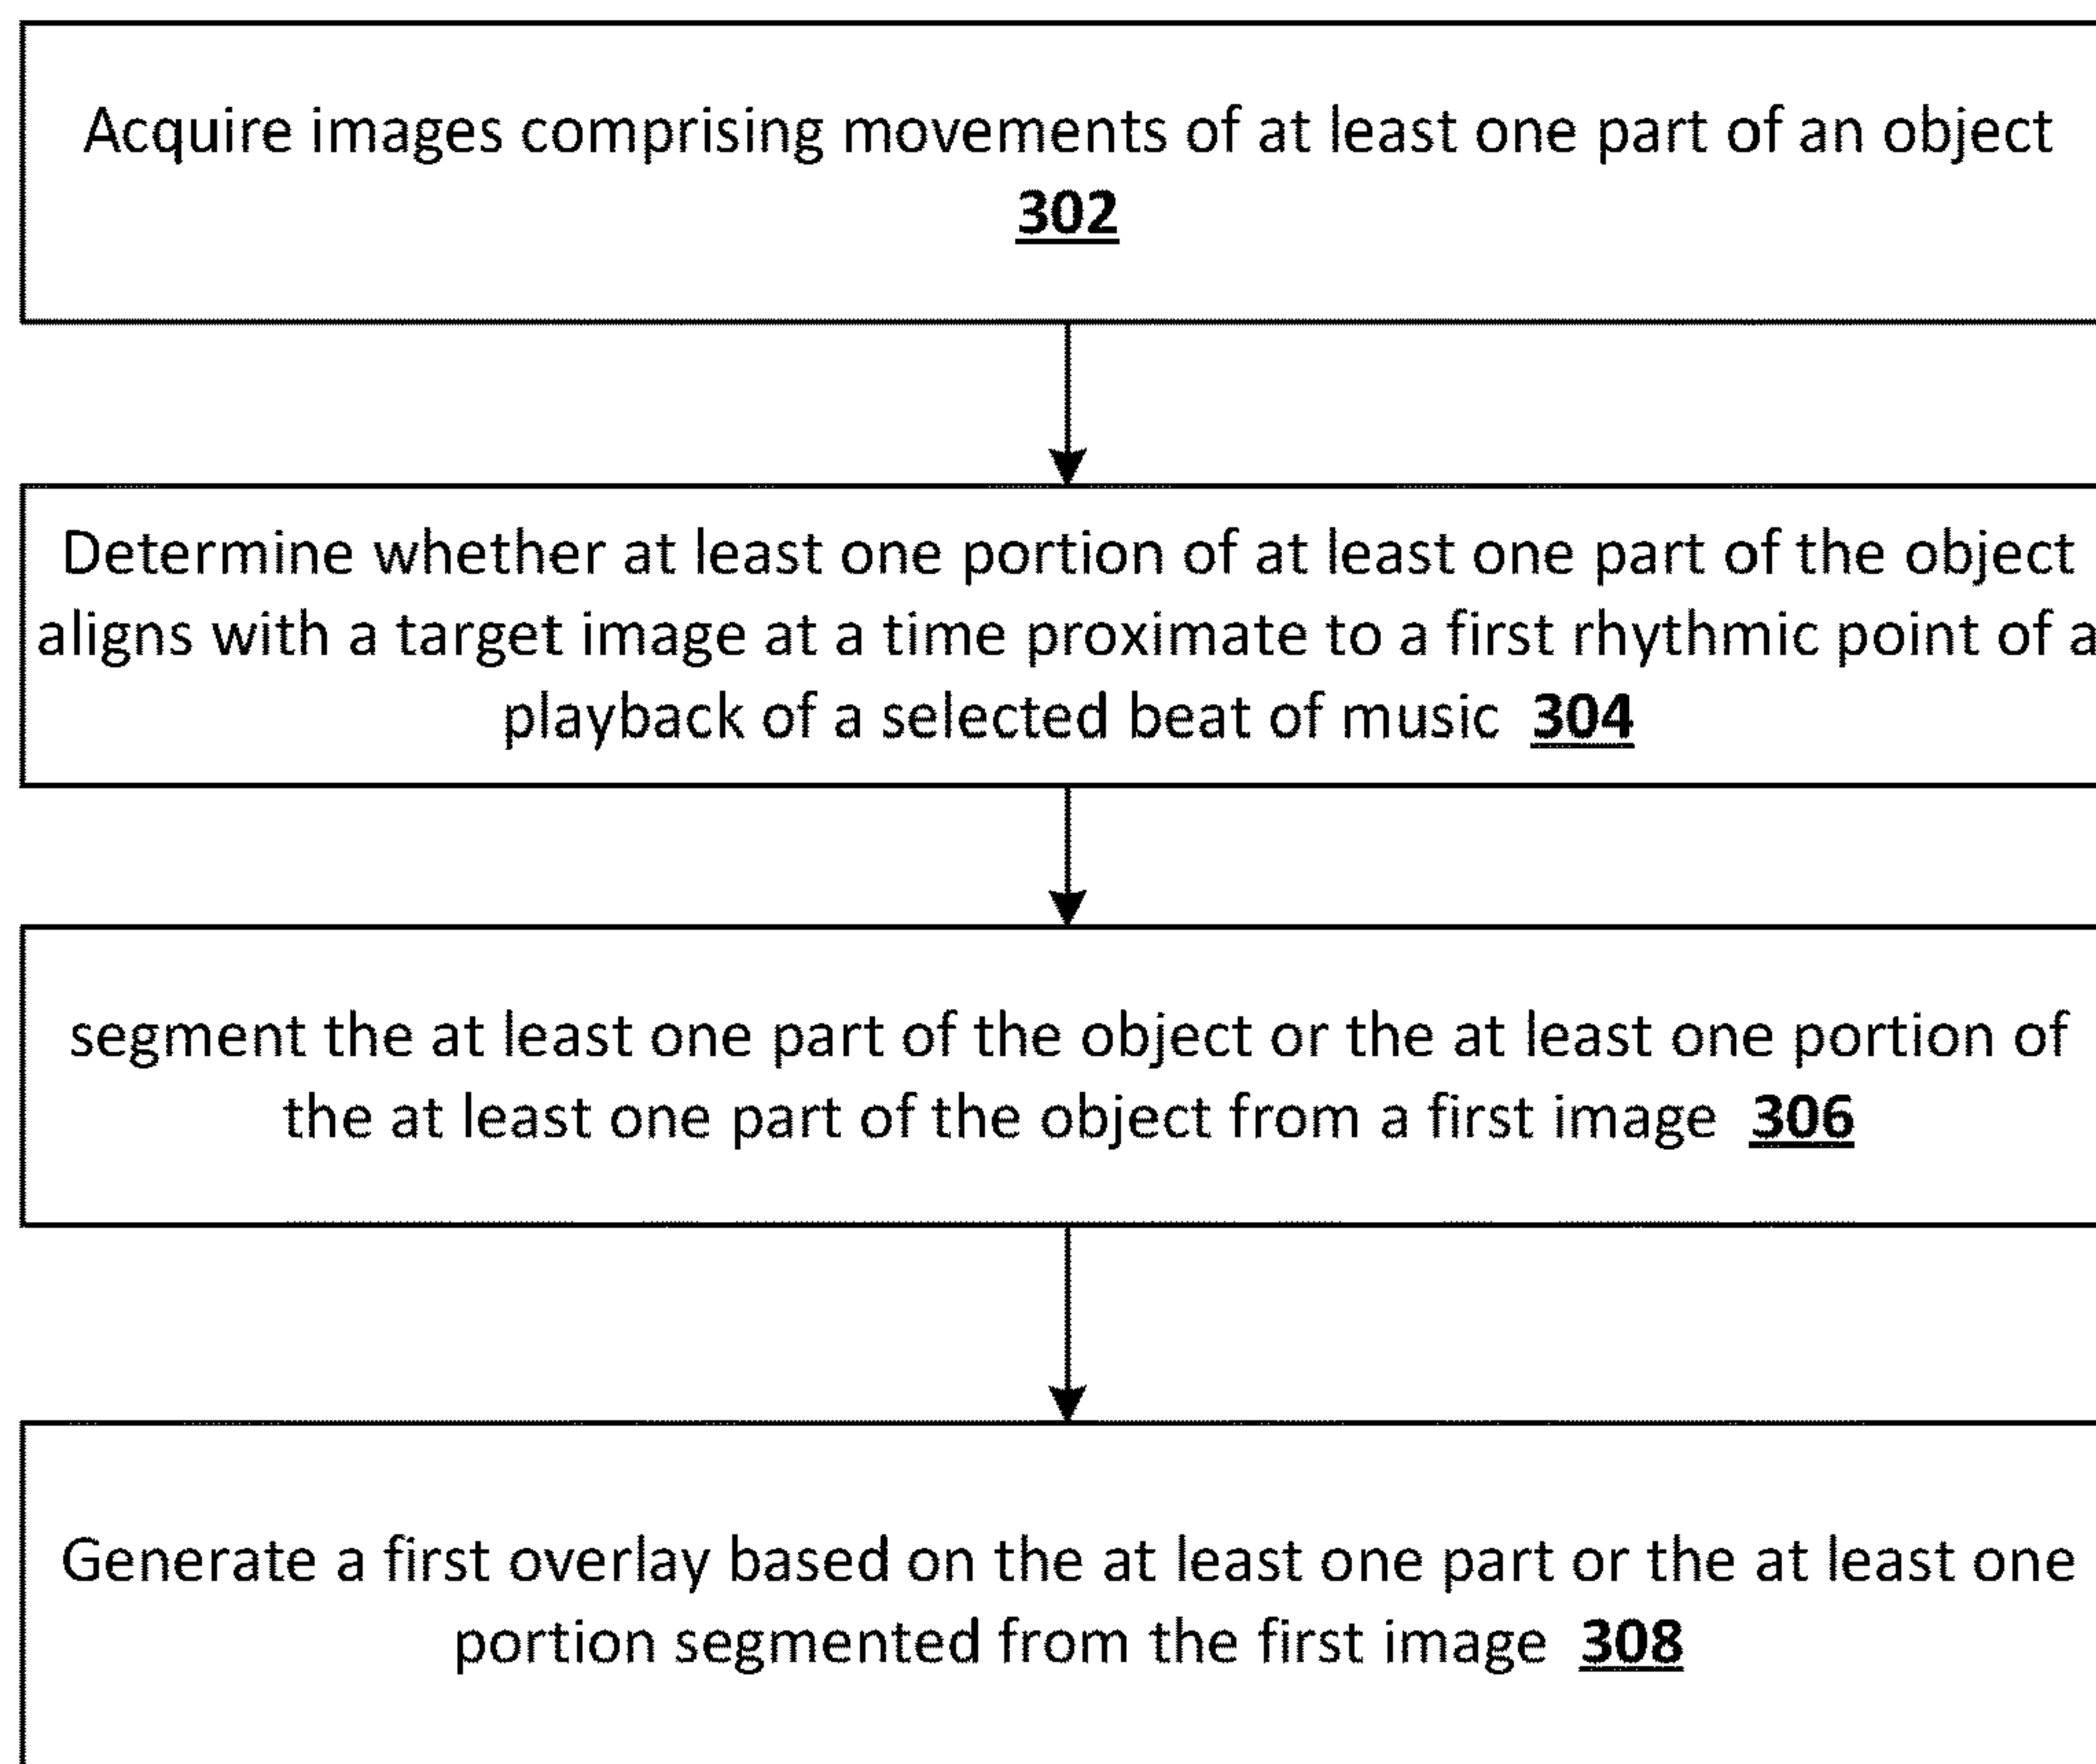 Acquire images comprising movements of at least one part of an object
302
Determine whether at least one portion of at least one part of the object
aligns with a target image at a time proximate to a first rhythmic point of a
playback of a selected beat of music 304
segment the at least one part of the object or the at least one portion of
the at least one part of the object from a first image 306
Generate a first overlay based on the at least one part or the at least one
portion segmented from the first image 308